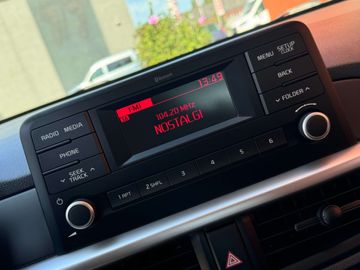 Bluetooth
13:49
FM1
104.20 MHz
NOSTALGI
RADIO MEDIA
PHONE
SEEK
TRACK
MENU SETUP
CLOCK
BACK
FOLDER
1 RPT 2 SHFL 3 4 5 6